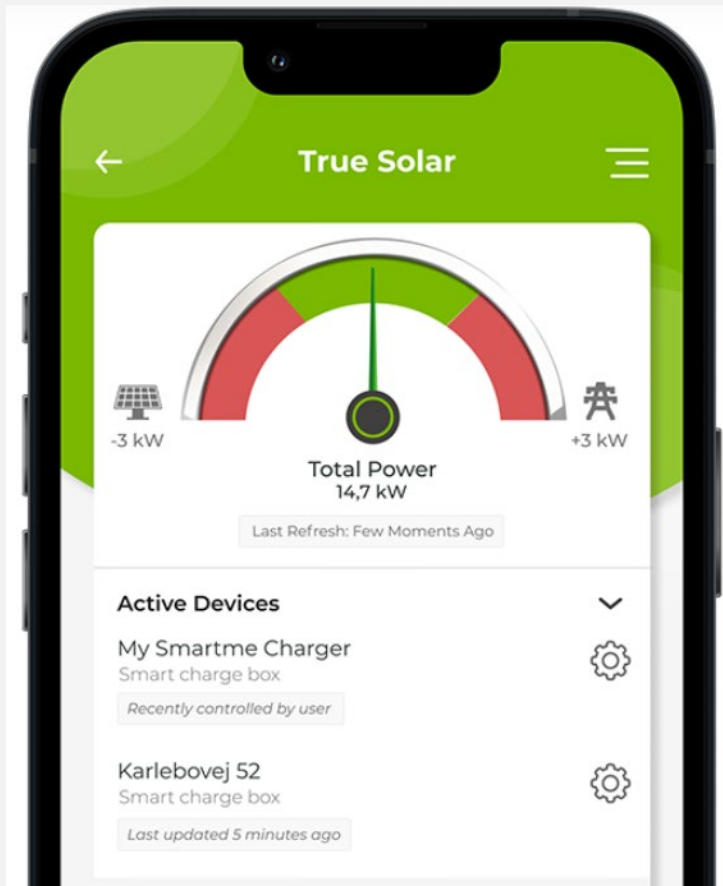 True Solar
-3 kW
+3 kW
Total Power
14,7 kW
Last Refresh: Few Moments Ago
Active Devices
My Smartme Charger
Smart charge box
Recently controlled by user
Karlebovej 52
Smart charge box
Last updated 5 minutes ago